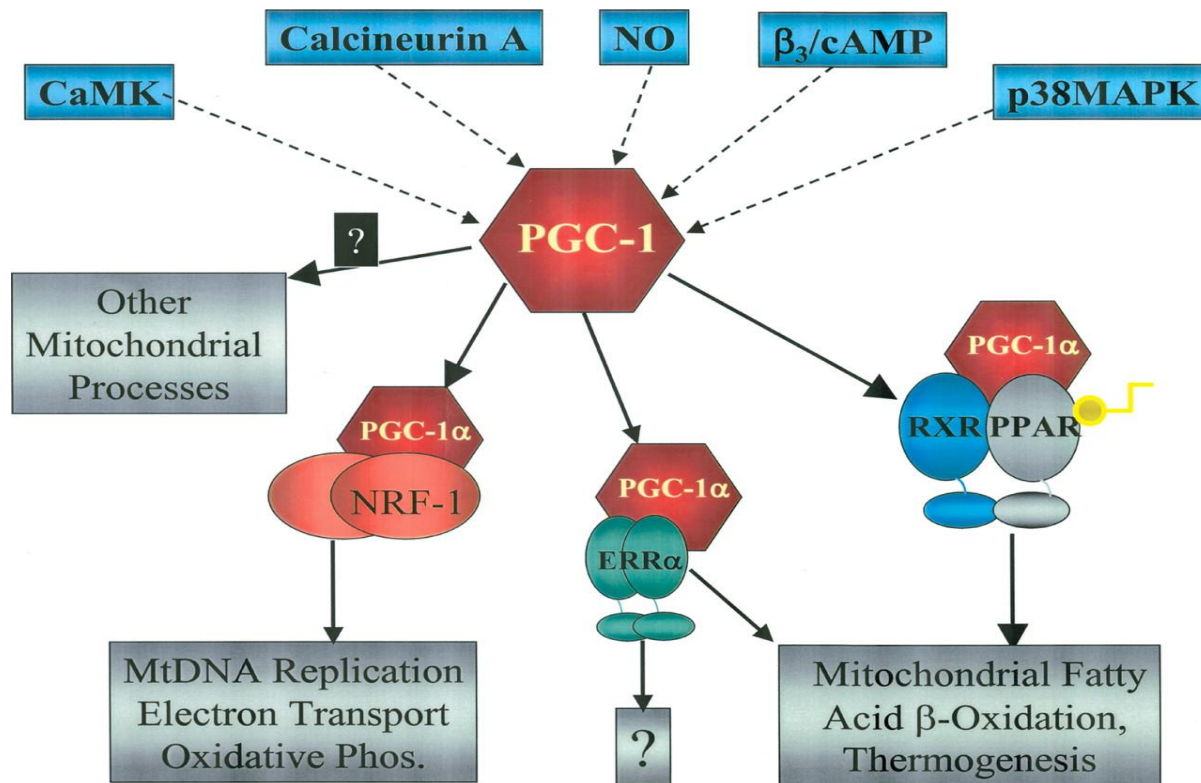 Calcineurin A
NO
β₃/cAMP
CaMK
p38MAPK
PGC-1
?
Other
Mitochondrial
Processes
PGC-1α
RXR
PPAR
PGC-1α
NRF-1
PGC-1α
ERRα
MtDNA Replication
Electron Transport
Oxidative Phos.
?
Mitochondrial Fatty
Acid β-Oxidation,
Thermogenesis